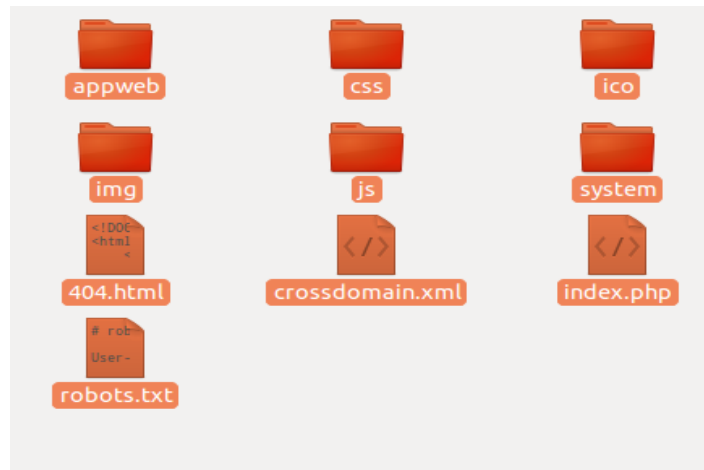 appweb
css
ico
img
js
system
<!DOC
<html
<
</>
</>
404.html
crossdomain.xml
index.php
# rob
User-
robots.txt